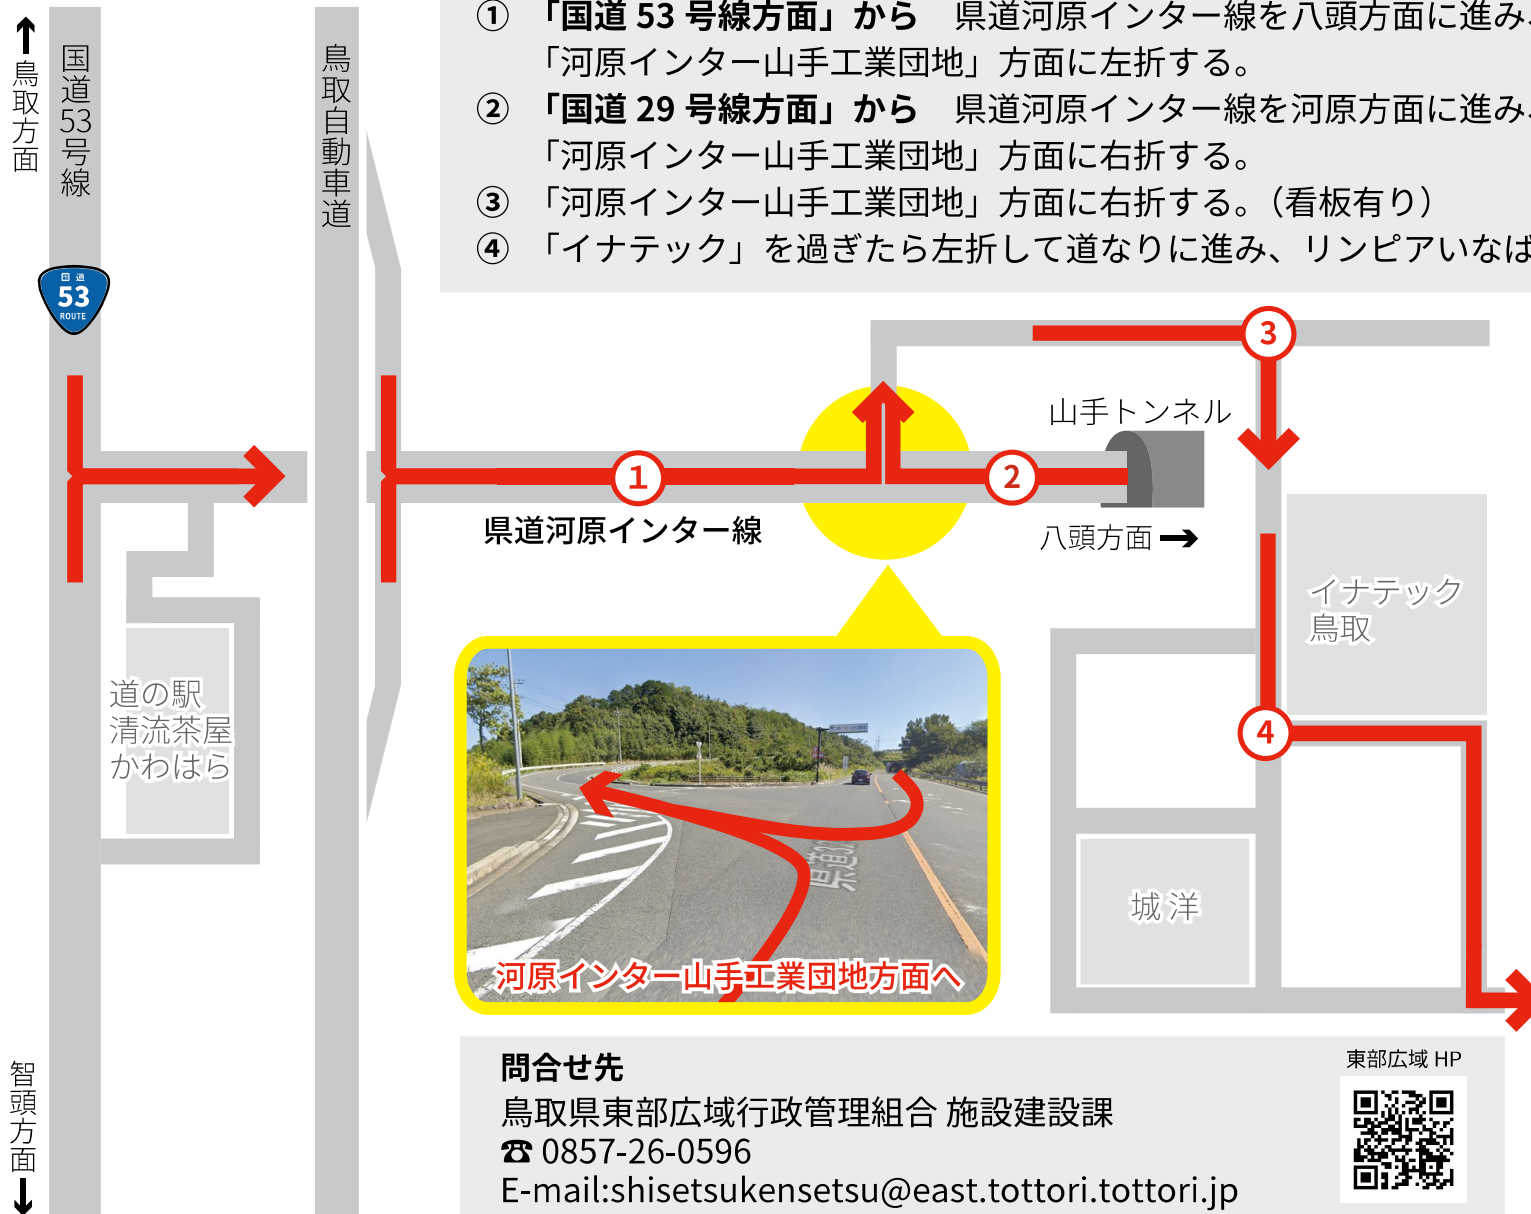 ① 「国道 53 号線方面」から 県道河原インター線を八頭方面に進み、
「河原インター山手工業団地」方面に左折する。
② 「国道 29 号線方面」から 県道河原インター線を河原方面に進み、
「河原インター山手工業団地」方面に右折する。
③ 「河原インター山手工業団地」方面に右折する。（看板有り）
④ 「イナテック」を過ぎたら左折して道なりに進み、リンピアいなば
↑鳥取方面
国道53号線
鳥取自動車道
国道
53
ROUTE
3
山手トンネル
1
2
県道河原インター線
八頭方面→
イナテック
鳥取
道の駅
清流茶屋
かわはら
4
城洋
県道32
河原インター山手工業団地方面へ
智頭方面↓
問合せ先
鳥取県東部広域行政管理組合 施設建設課
☎ 0857-26-0596
E-mail:shisetsukensetsu@east.tottori.tottori.jp
東部広域 HP